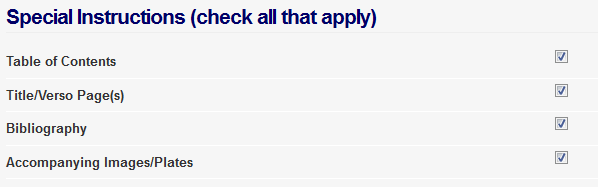 Special Instructions (check all that apply)
Table of Contents
Title/Verso Page(s)
Bibliography
Accompanying Images/Plates